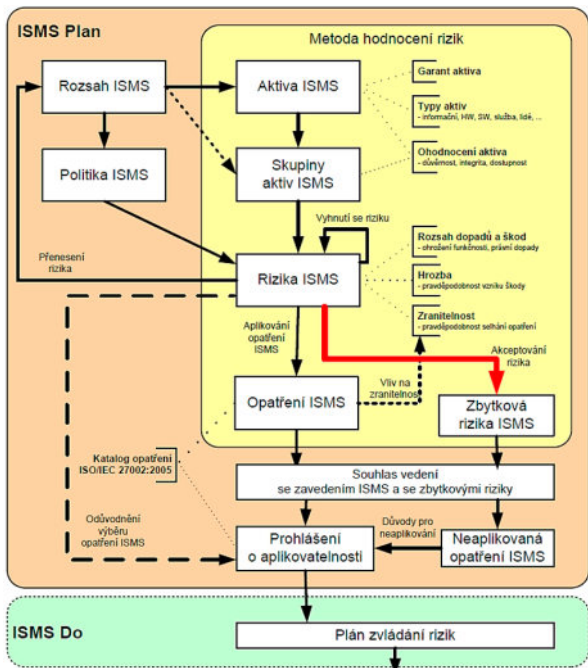 ISMS Plan
Metoda hodnocení rizik
Rozsah ISMS
Aktiva ISMS
Garant aktiva
Typy aktiv
- informační, HW, SW, služba, lidé, ...
Ohodnocení aktiva
- důvěrnost, integrita, dostupnost
Politika ISMS
Skupiny
aktiv ISMS
Vyhnutí se riziku
Přenesení
rizika
Rizika ISMS
Rozsah dopadů a škod
- ohrožení funkčnosti, právní dopady
Hrozba
- pravděpodobnost vzniku škody
Zranitelnost
- pravděpodobnost selhání opatření
Aplikování
opatření
ISMS
Akceptování
rizika
Opatření ISMS
Vliv na
zranitelnost
Zbytková
rizika ISMS
Katalog opatření
ISO/IEC 27002:2005
Souhlas vedení
se zavedením ISMS a se zbytkovými riziky
Odůvodnění
výběru
opatření ISMS
Prohlášení
o aplikovatelnosti
Důvody pro
neaplikování
Neaplikovaná
opatření ISMS
ISMS Do
Plán zvládání rizik